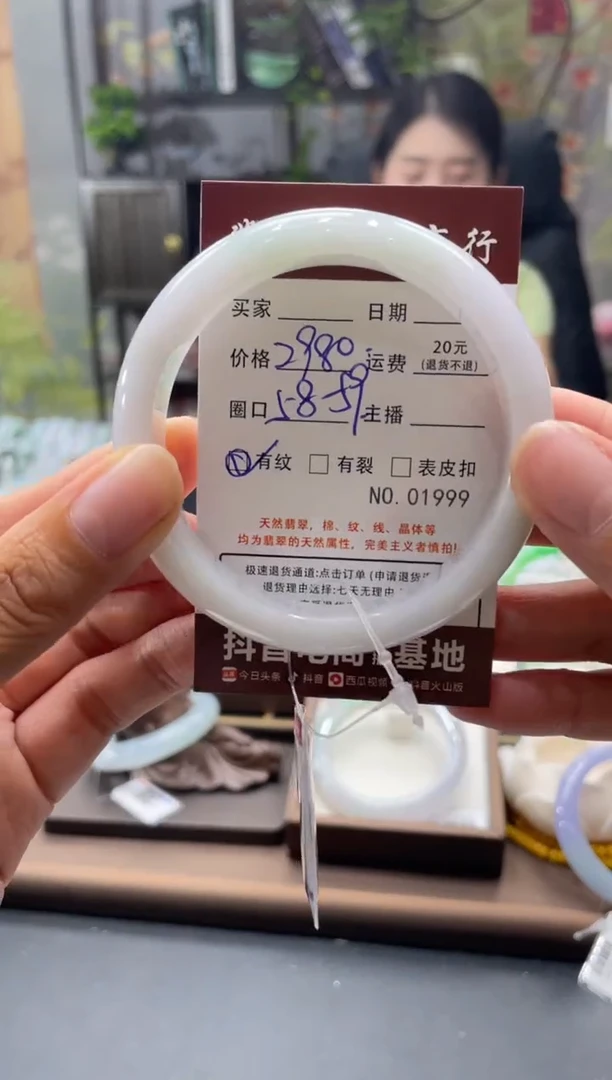 行
买家 日期
价格 2980 运费 20元
(退货不退)
圈口 58-59 主播
有纹 有裂 表皮扣
NO.01999
天然翡翠，棉、纹、线、晶体等
均为翡翠的天然属性，完美主义者慎拍!
极速退货通道:点击订单 (申请退货
退货理由选择:七天无理由
抖音电商 基地
今日头条 抖音 西瓜视频 抖音火山版